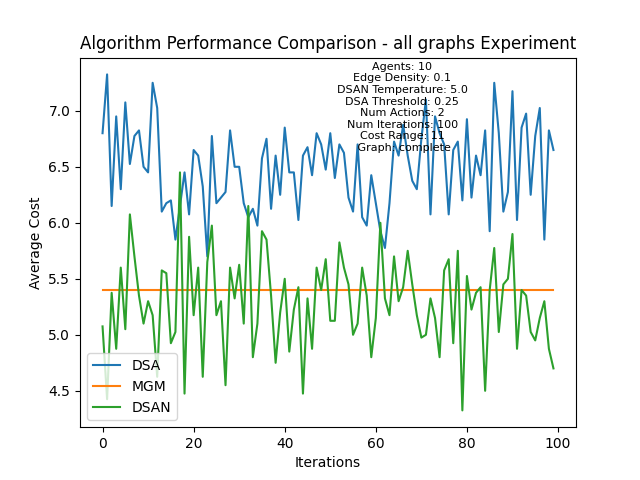 Algorithm Performance Comparison - all graphs Experiment
Agents: 10
Edge Density: 0.1
DSAN Temperature: 5.0
DSA Threshold: 0.25
Num Actions: 2
Num Iterations: 100
Cost Range: 11
Graph: complete
Average Cost
7.0
6.5
6.0
5.5
5.0
4.5
DSA
MGM
DSAN
0 20 40 60 80 100
Iterations